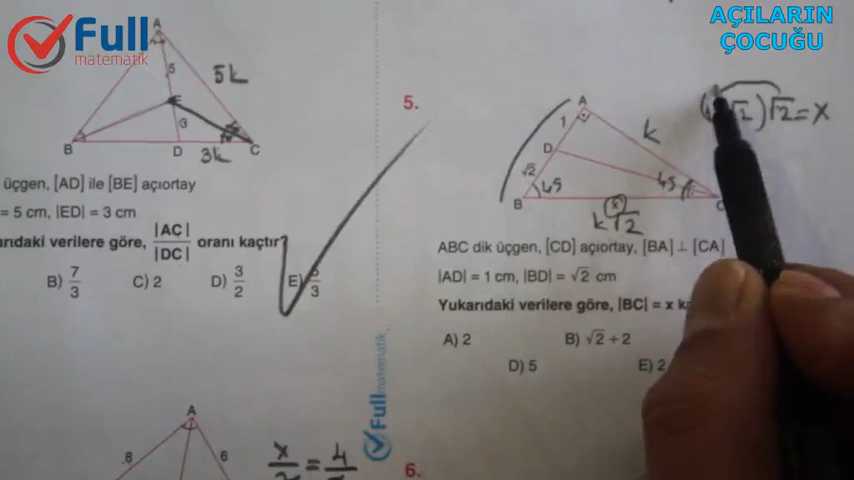 Full
matematik
AÇILARIN
ÇOCUĞU
A
5
5k
E
3
B
D
C
3k
üçgen, [AD] ile [BE] açıortay
= 5 cm, |ED| = 3 cm
verilere göre, |AC| / |DC| oranı kaçtır?
B) 7/3 C) 2 D) 3/2 E) /3
5.
A
1
k
D
√2
45
45
B
(x)
k√2
√2)√2=x
ABC dik üçgen, [CD] açıortay, [BA] ⊥ [CA]
|AD| = 1 cm, |BD| = √2 cm
Yukarıdaki verilere göre, |BC| = x
A) 2 B) √2 + 2
D) 5 E) 2
Full matematik
A
8
6
x/ = 4/
6.